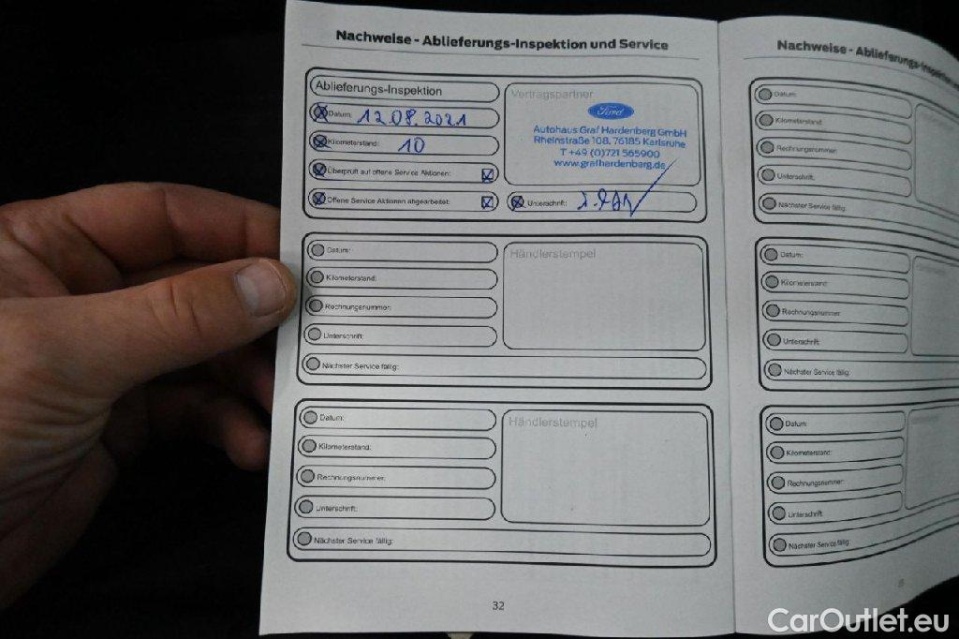 Nachweise - Ablieferungs-Inspektion und Service
Ablieferungs-Inspektion
Datum: 12 08. 2021
Kilometerstand: 10
Überprüft auf offene Service Aktionen:
Offene Service Aktionen abgearbeitet:
Vertragspartner
Ford
Autohaus Graf Hardenberg GmbH
Rheinstraße 108, 76185 Karlsruhe
T +49 (0)721 565900
www.grafhardenberg.de
Unterschrift:
Datum:
Kilometerstand:
Rechnungsnummer:
Unterschrift:
Nächster Service fällig:
Händlerstempel
Datum:
Kilometerstand:
Rechnungsnummer:
Unterschrift:
Nächster Service fällig:
Händlerstempel
32
Nachweise - Ablieferungs-Inspektion
Datum:
Kilometerstand:
Rechnungsnummer:
Unterschrift:
Nächster Service fällig:
Datum:
Kilometerstand:
Rechnungsnummer:
Unterschrift:
Nächster Service fällig:
Datum:
Kilometerstand:
Rechnungsnummer:
Unterschrift:
Nächster Service fällig:
CarOutlet.eu